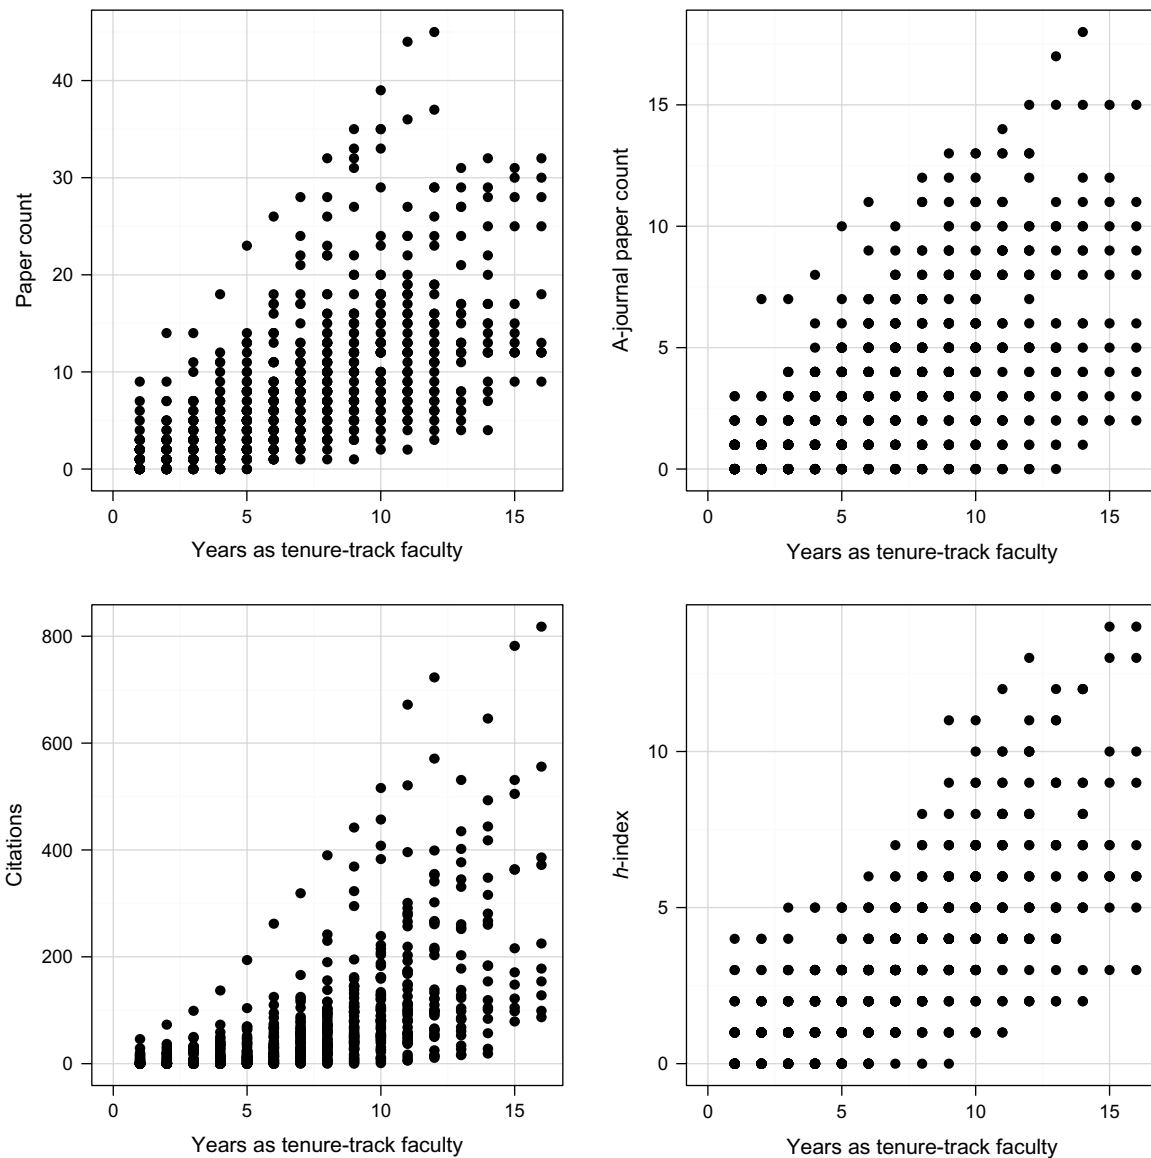 40
30
20
10
0
Paper count
0 5 10 15
Years as tenure-track faculty
15
10
5
0
A-journal paper count
0 5 10 15
Years as tenure-track faculty
800
600
400
200
0
Citations
0 5 10 15
Years as tenure-track faculty
10
5
0
h-index
0 5 10 15
Years as tenure-track faculty